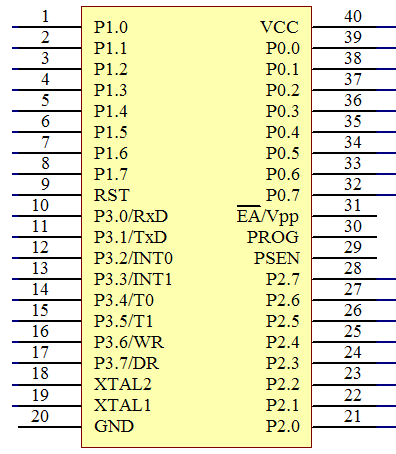 1 P1.0 VCC 40
2 P1.1 P0.0 39
3 P1.2 P0.1 38
4 P1.3 P0.2 37
5 P1.4 P0.3 36
6 P1.5 P0.4 35
7 P1.6 P0.5 34
8 P1.7 P0.6 33
9 RST P0.7 32
10 P3.0/RxD EA/Vpp 31
11 P3.1/TxD PROG 30
12 P3.2/INT0 PSEN 29
13 P3.3/INT1 P2.7 28
14 P3.4/T0 P2.6 27
15 P3.5/T1 P2.5 26
16 P3.6/WR P2.4 25
17 P3.7/DR P2.3 24
18 XTAL2 P2.2 23
19 XTAL1 P2.1 22
20 GND P2.0 21